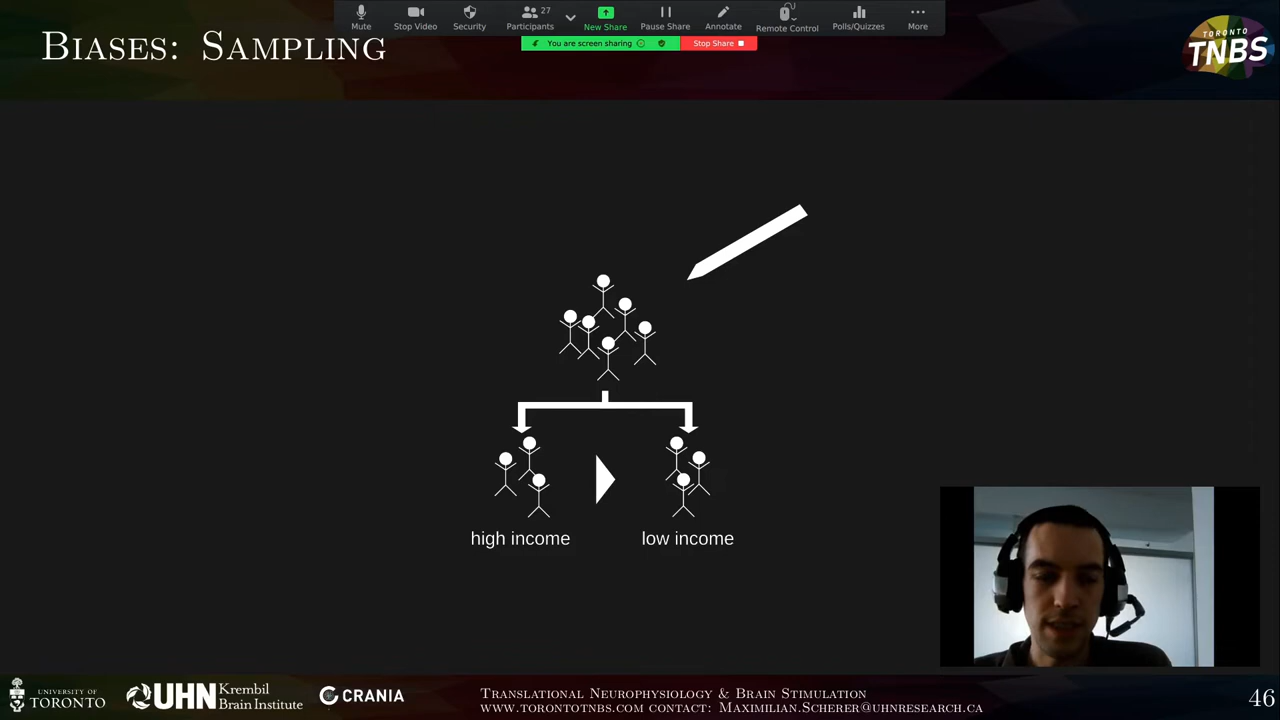 Mute
Stop Video
Security
Participants
27
New Share
Pause Share
Annotate
Remote Control
Polls/Quizzes
More
You are screen sharing
Stop Share
BIASES: SAMPLING
TORONTO
TNBS
high income
low income
UNIVERSITY OF
TORONTO
UHN
Krembil
Brain Institute
CRANIA
TRANSLATIONAL NEUROPHYSIOLOGY & BRAIN STIMULATION
WWW.TORONTOTNBS.COM CONTACT: MAXIMILIAN.SCHERER@UHNRESEARCH.CA
46